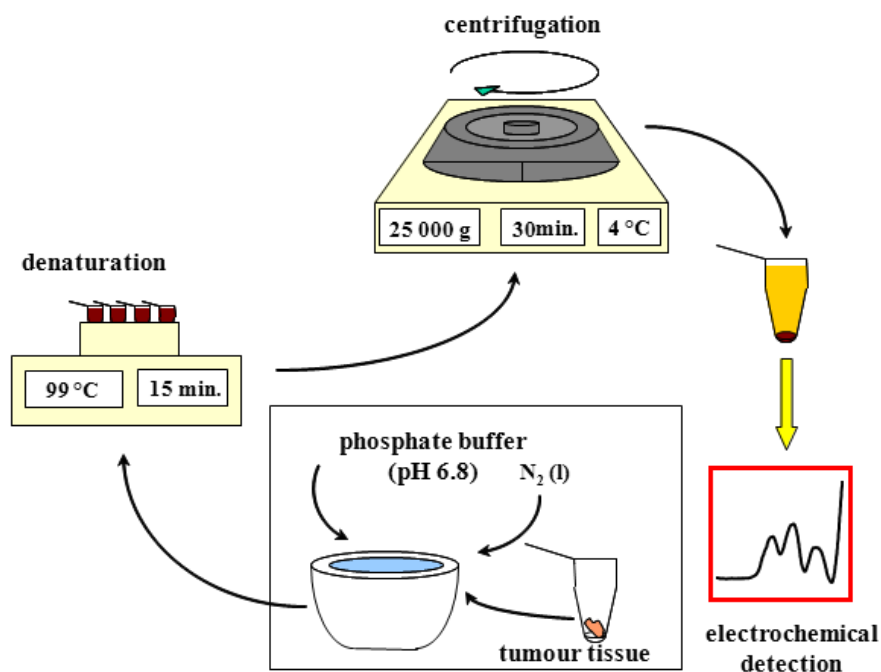 centrifugation
25 000 g
30min.
4 °C
denaturation
99 °C
15 min.
phosphate buffer
(pH 6.8)
N₂ (l)
tumour tissue
electrochemical
detection